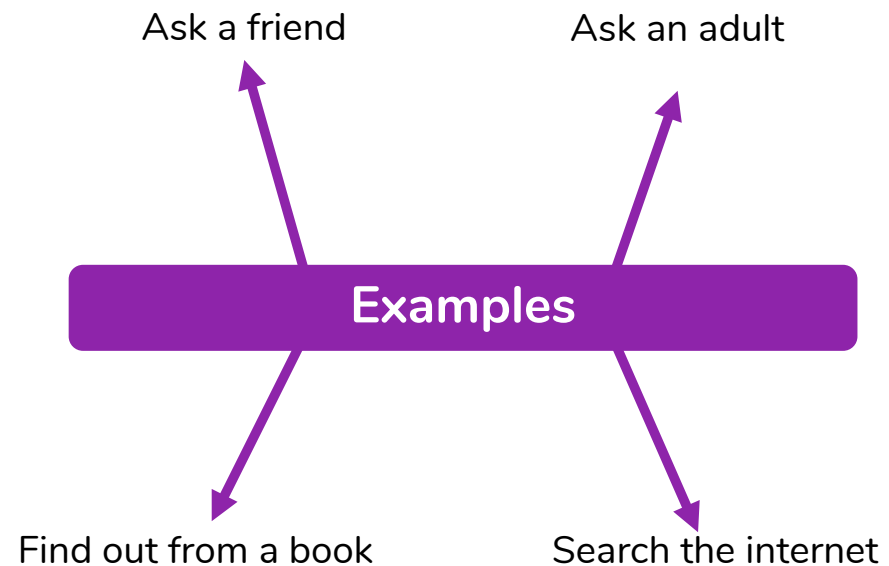 Ask a friend
Ask an adult
Examples
Find out from a book
Search the internet